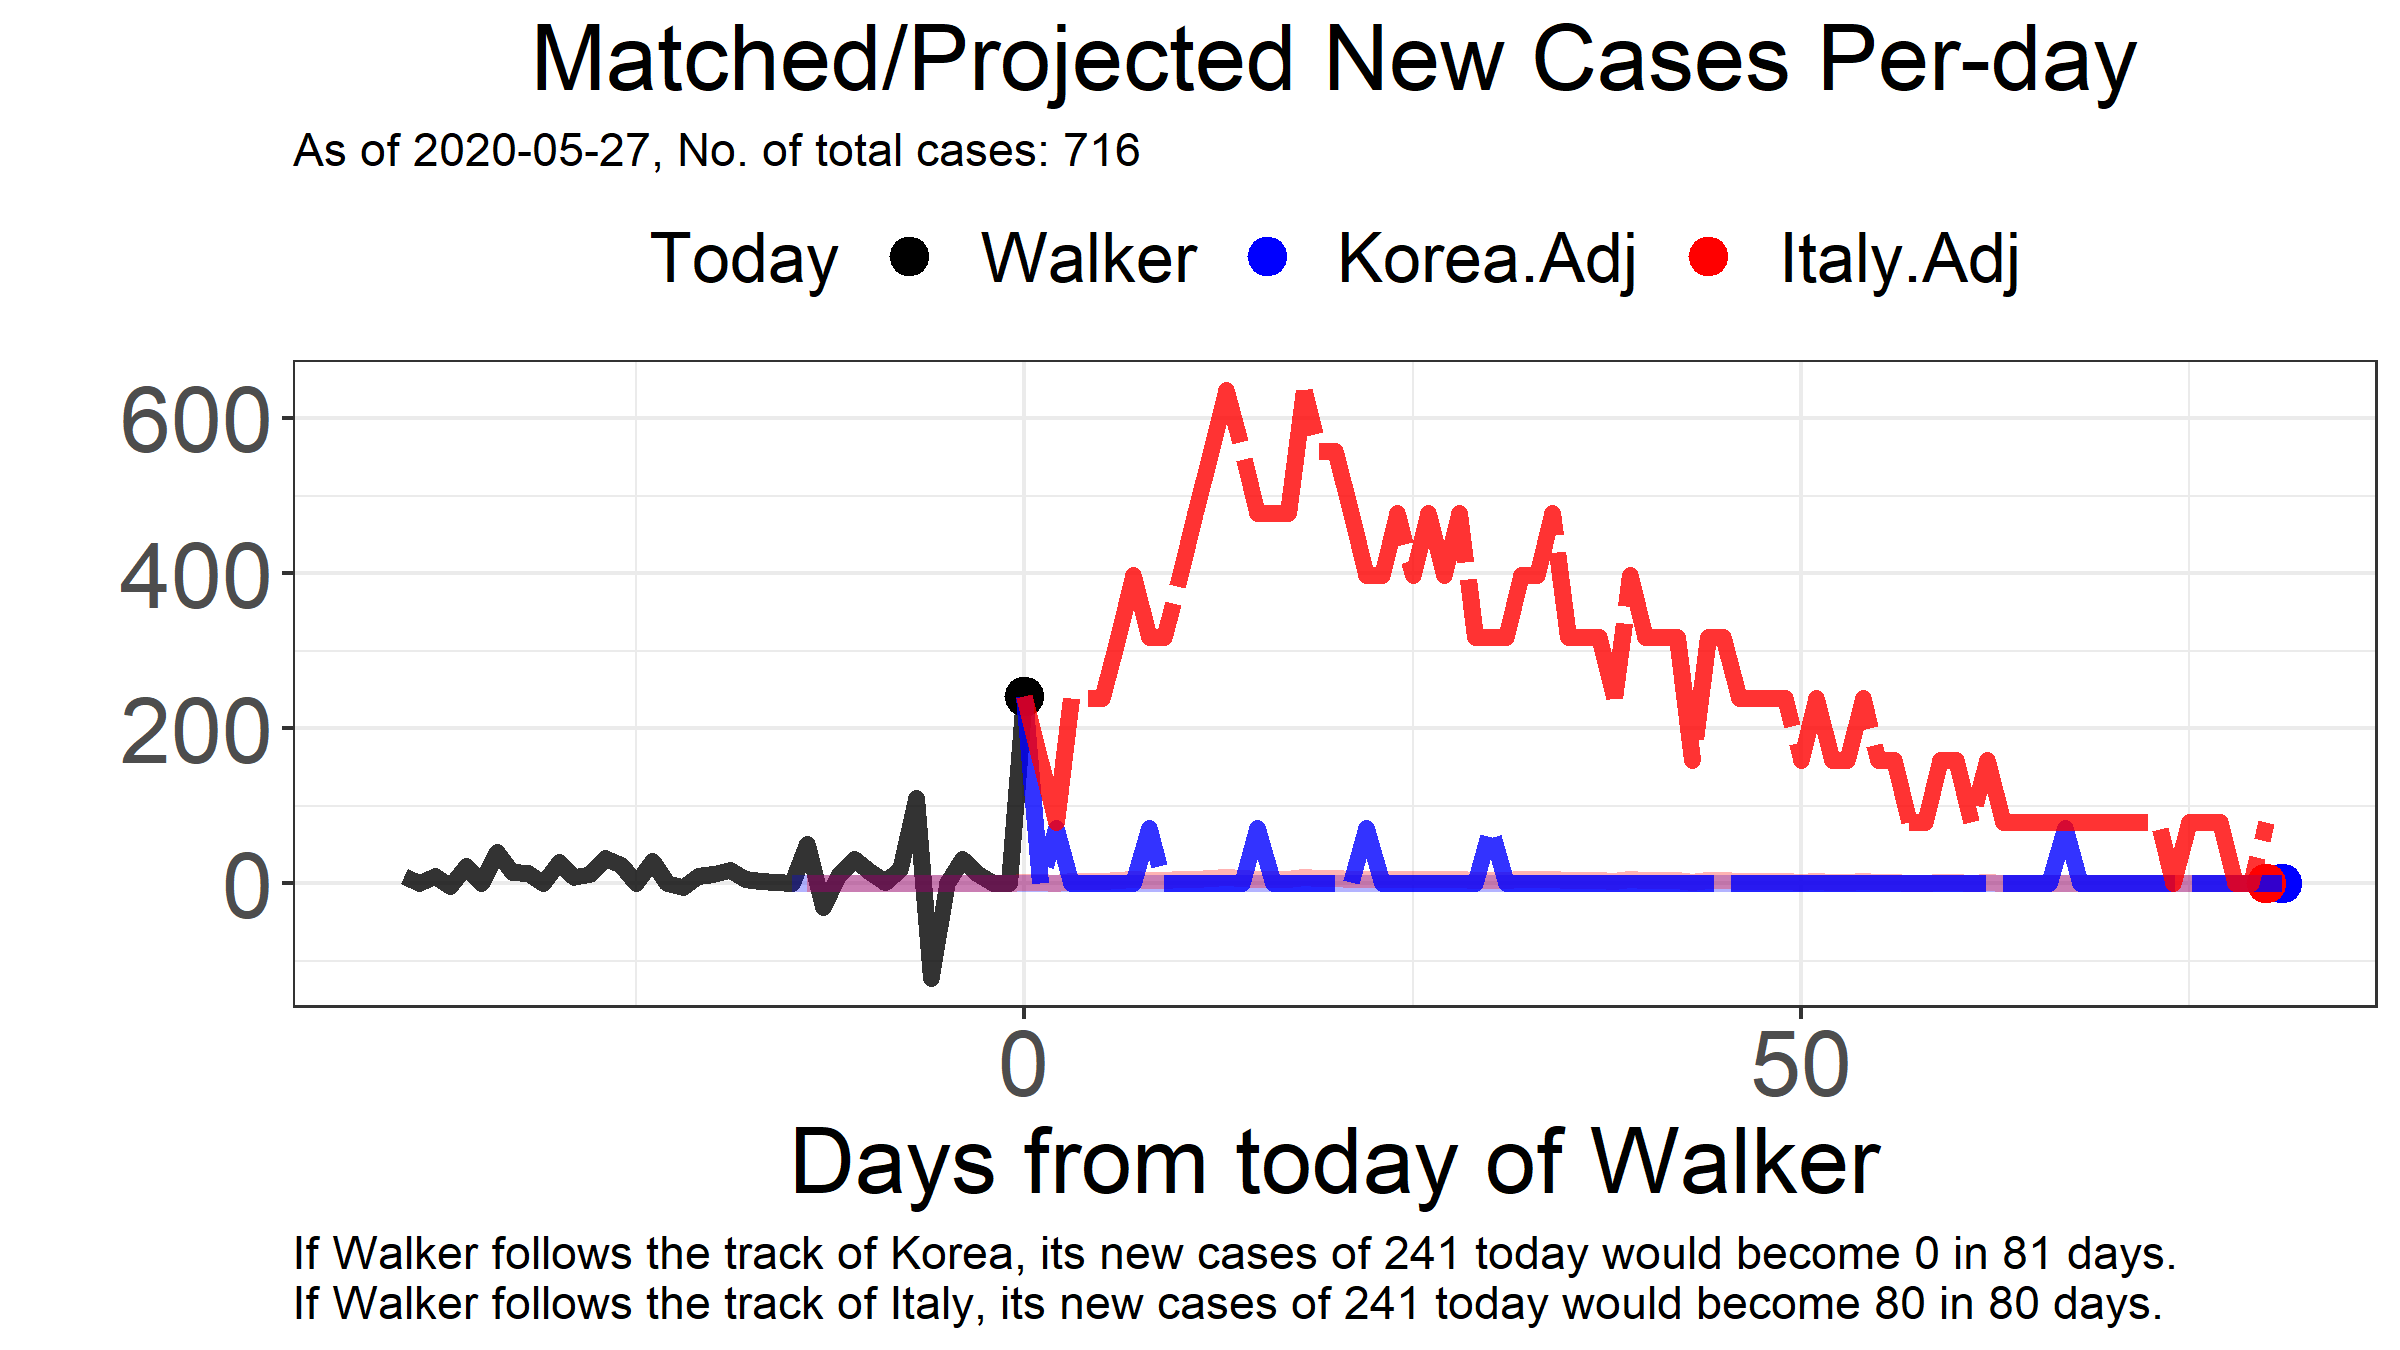 Matched/Projected New Cases Per-day
As of 2020-05-27, No. of total cases: 716
Today Walker Korea.Adj Italy.Adj
600
400
200
0
0 50
Days from today of Walker
If Walker follows the track of Korea, its new cases of 241 today would become 0 in 81 days.
If Walker follows the track of Italy, its new cases of 241 today would become 80 in 80 days.